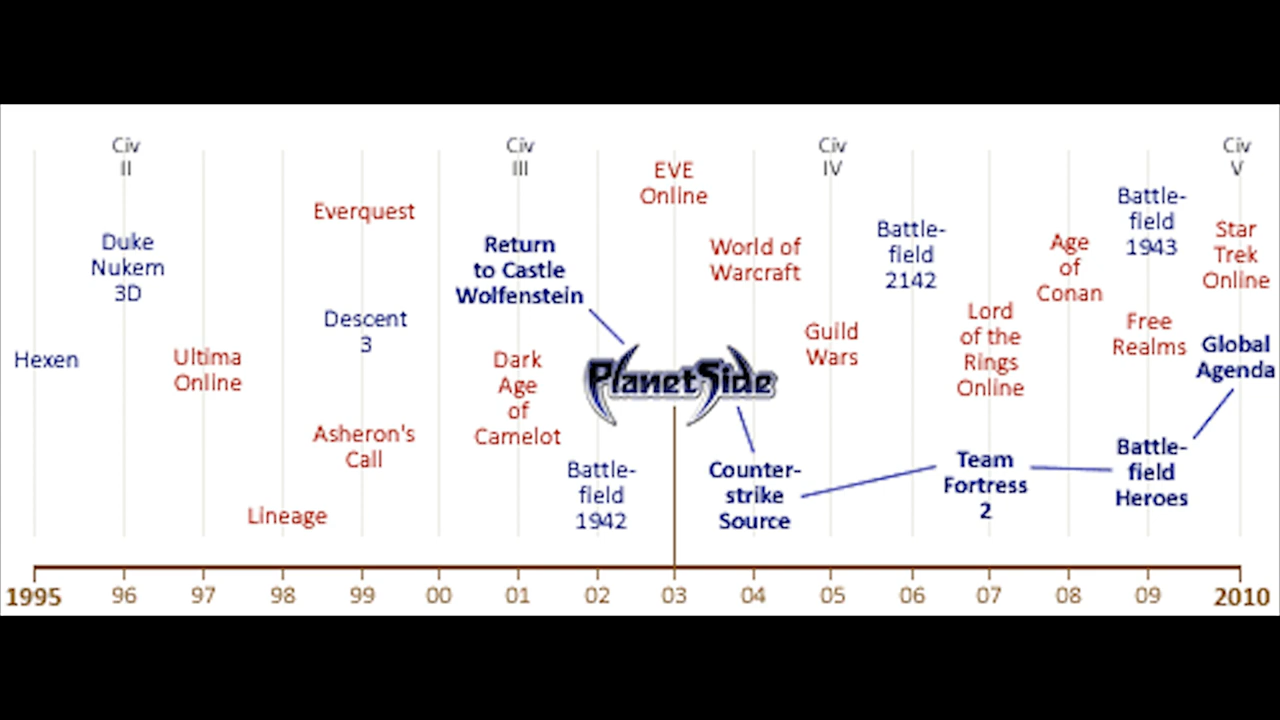 Civ
II
Civ
III
Civ
IV
Civ
V
EVE
Online
Everquest
Battle-
field
1943
Duke
Nukem
3D
Return
to Castle
Wolfenstein
World of
Warcraft
Battle-
field
2142
Age
of
Conan
Star
Trek
Online
Hexen
Ultima
Online
Descent
3
Dark
Age
of
Camelot
PlanetSide
Guild
Wars
Lord
of the
Rings
Online
Free
Realms
Global
Agenda
Asheron's
Call
Lineage
Battle-
field
1942
Counter-
strike
Source
Team
Fortress
2
Battle-
field
Heroes
1995 96 97 98 99 00 01 02 03 04 05 06 07 08 09 2010